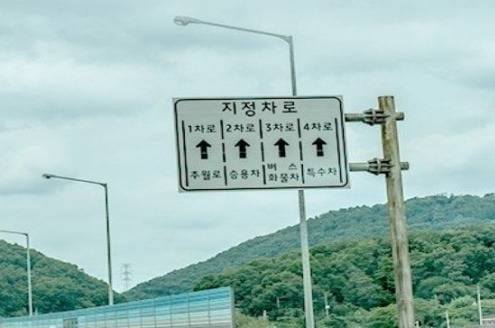 지정차로
1차로 2차로 3차로 4차로
추월로 승용차 버스 화물차 특수차